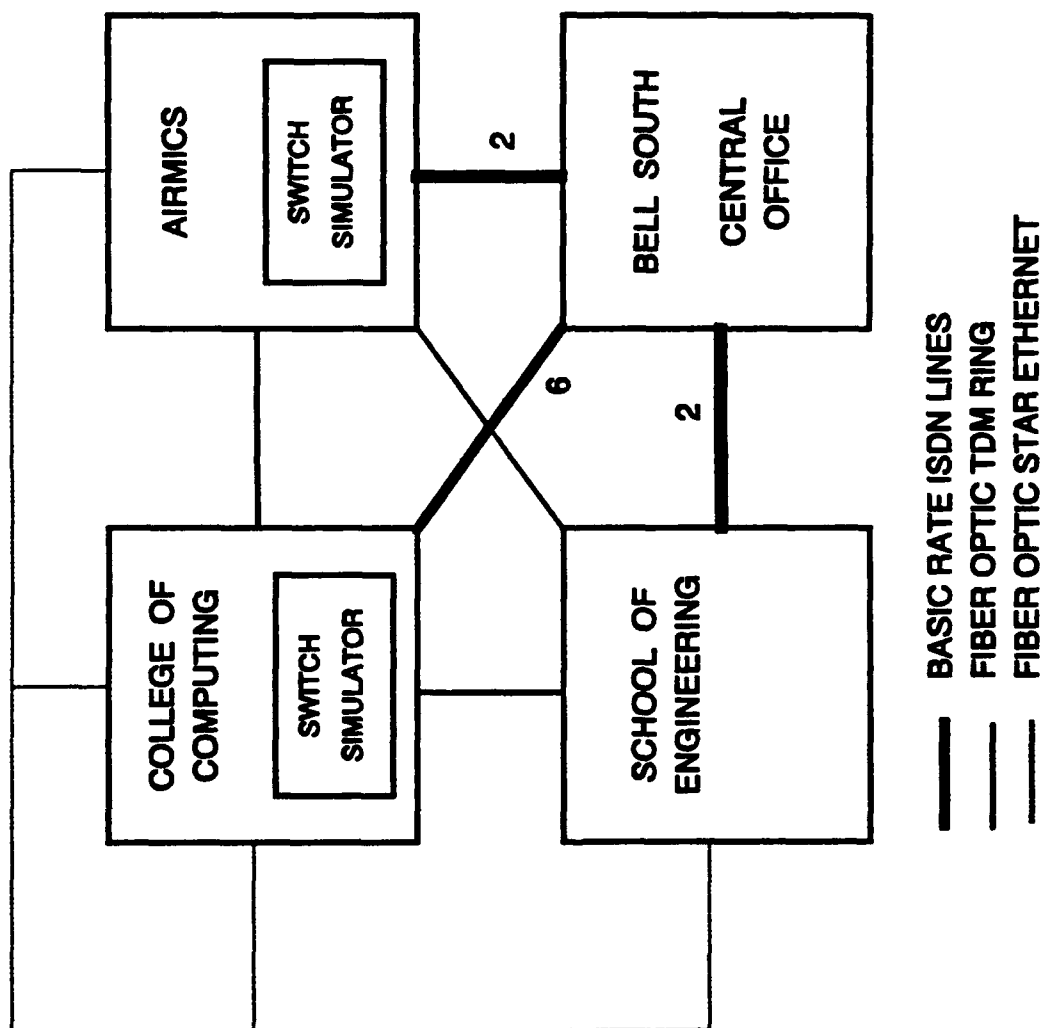 COLLEGE OF
COMPUTING
SWITCH
SIMULATOR
AIRMICS
SWITCH
SIMULATOR
2
6
2
SCHOOL OF
ENGINEERING
BELL SOUTH
CENTRAL
OFFICE
BASIC RATE ISDN LINES
FIBER OPTIC TDM RING
FIBER OPTIC STAR ETHERNET